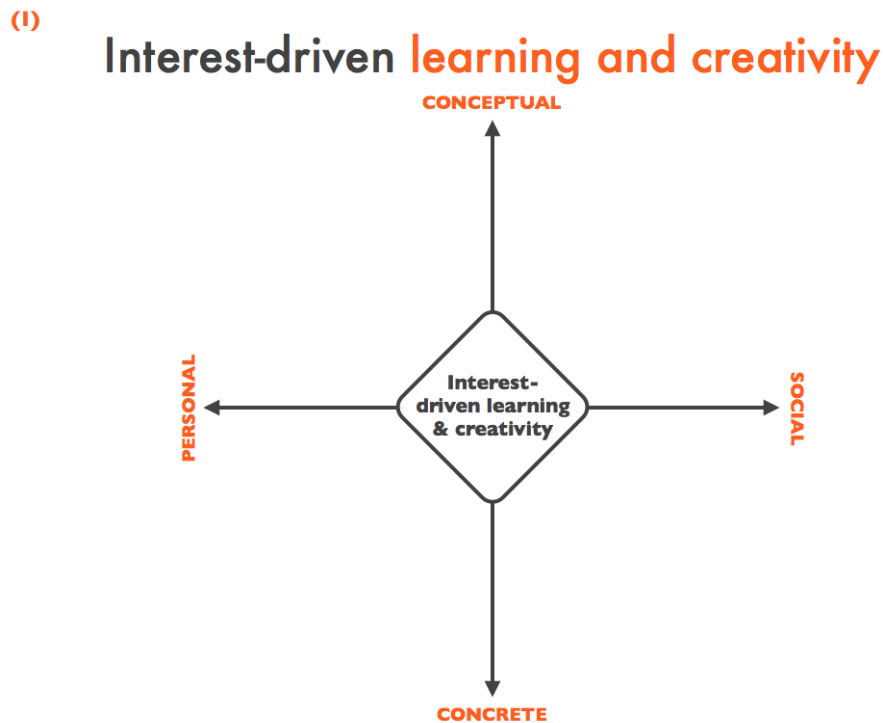 (I)
Interest-driven learning and creativity
CONCEPTUAL
PERSONAL
Interest-
driven learning
& creativity
SOCIAL
CONCRETE